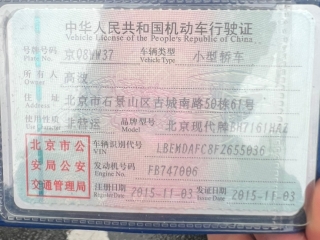 中华人民共和国机动车行驶证
Vehicle License of the People's Republic of China
号牌号码 京Q8WW37 车辆类型 小型轿车
Plate No. Vehicle Type
所有人 高波
Owner
住址 北京市石景山区古城南路50栋61号
Address
使用性质 非营运 品牌型号 北京现代牌BH7161HAZ
车辆识别代号 LBEMDAFC8FZ655036
VIN
发动机号码 FB747006
Engine No.
注册日期 2015-11-03 发证日期 2015-11-03
Register Date Issue Date
北京市公
安局公安
交通管理局